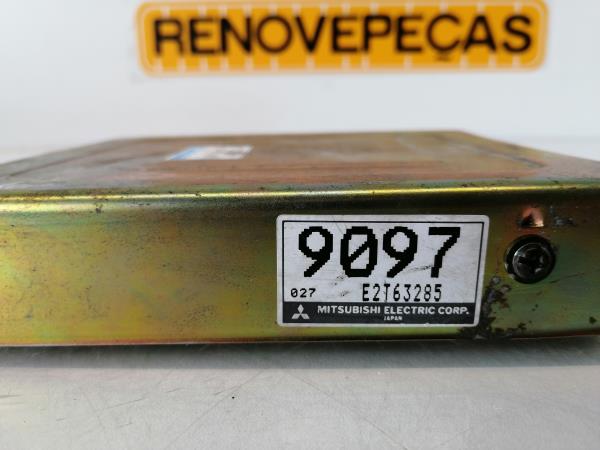 RENOVEPEÇAS
9097
027 E2T63285
MITSUBISHI ELECTRIC CORP.
JAPAN